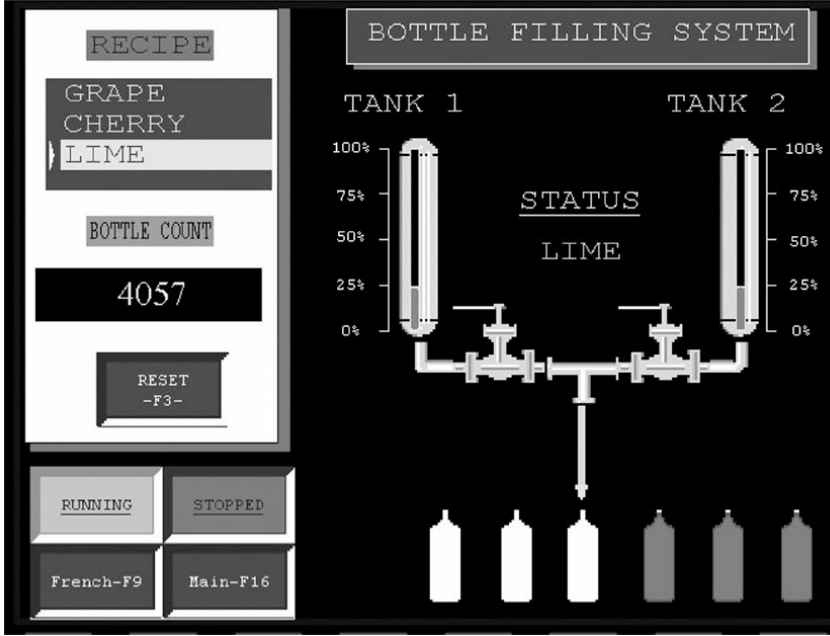 RECIPE
GRAPE
CHERRY
LIME
BOTTLE COUNT
4057
RESET
-F3-
RUNNING
STOPPED
French-F9
Main-F16
BOTTLE FILLING SYSTEM
TANK 1
TANK 2
100%
75%
50%
25%
0%
STATUS
LIME
100%
75%
50%
25%
0%